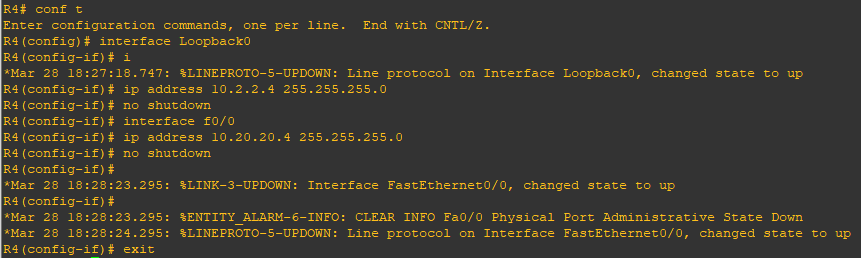 R4# conf t
Enter configuration commands, one per line.  End with CNTL/Z.
R4(config)# interface Loopback0
R4(config-if)# i
*Mar 28 18:27:18.747: %LINEPROTO-5-UPDOWN: Line protocol on Interface Loopback0, changed state to up
R4(config-if)# ip address 10.2.2.4 255.255.255.0
R4(config-if)# no shutdown
R4(config-if)# interface f0/0
R4(config-if)# ip address 10.20.20.4 255.255.255.0
R4(config-if)# no shutdown
R4(config-if)#
*Mar 28 18:28:23.295: %LINK-3-UPDOWN: Interface FastEthernet0/0, changed state to up
R4(config-if)#
*Mar 28 18:28:23.295: %ENTITY_ALARM-6-INFO: CLEAR INFO Fa0/0 Physical Port Administrative State Down
*Mar 28 18:28:24.295: %LINEPROTO-5-UPDOWN: Line protocol on Interface FastEthernet0/0, changed state to up
R4(config-if)# exit